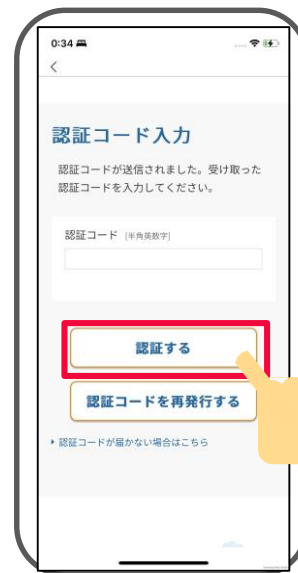 0:34
認証コード入力
認証コードが送信されました。受け取った
認証コードを入力してください。
認証コード [半角英数字]
認証する
認証コードを再発行する
認証コードが届かない場合はこちら